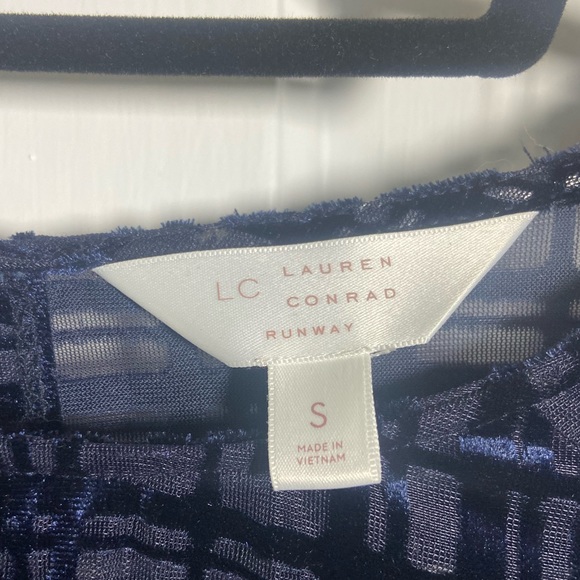 LC LAUREN
CONRAD
RUNWAY
S
MADE IN
VIETNAM